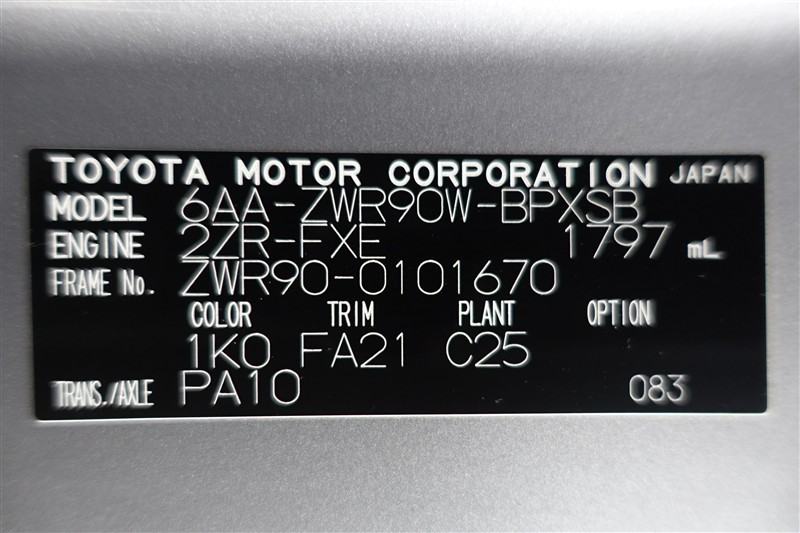 TOYOTA MOTOR CORPORATION JAPAN
MODEL 6AA-ZWR90W-BPXSB
ENGINE 2ZR-FXE 1797 mL
FRAME No. ZWR90-0101670
COLOR TRIM PLANT OPTION
1K0 FA21 C25
TRANS./AXLE PA10 083